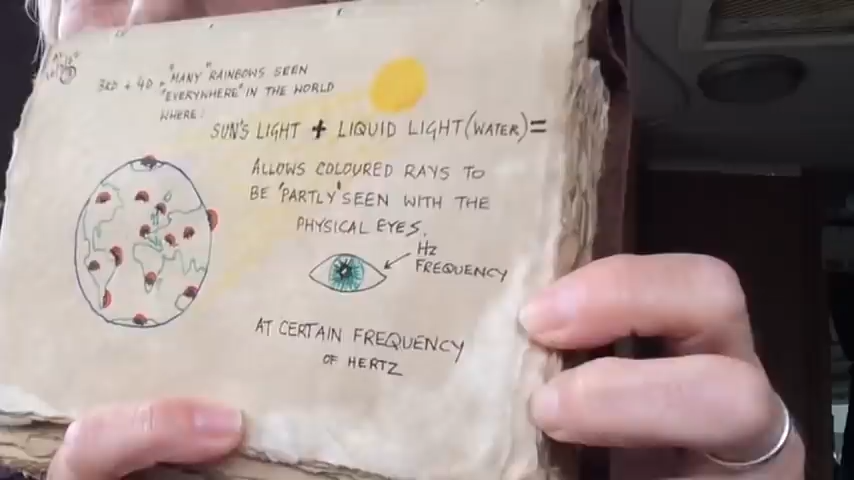 3RD + 4D + "MANY" RAINBOWS SEEN
"EVERYWHERE" IN THE WORLD
WHERE:
SUN'S LIGHT + LIQUID LIGHT (WATER) =
ALLOWS COLOURED RAYS TO
BE "PARTLY" SEEN WITH THE
PHYSICAL EYES.
HZ
FREQUENCY
AT CERTAIN FREQUENCY
OF HERTZ